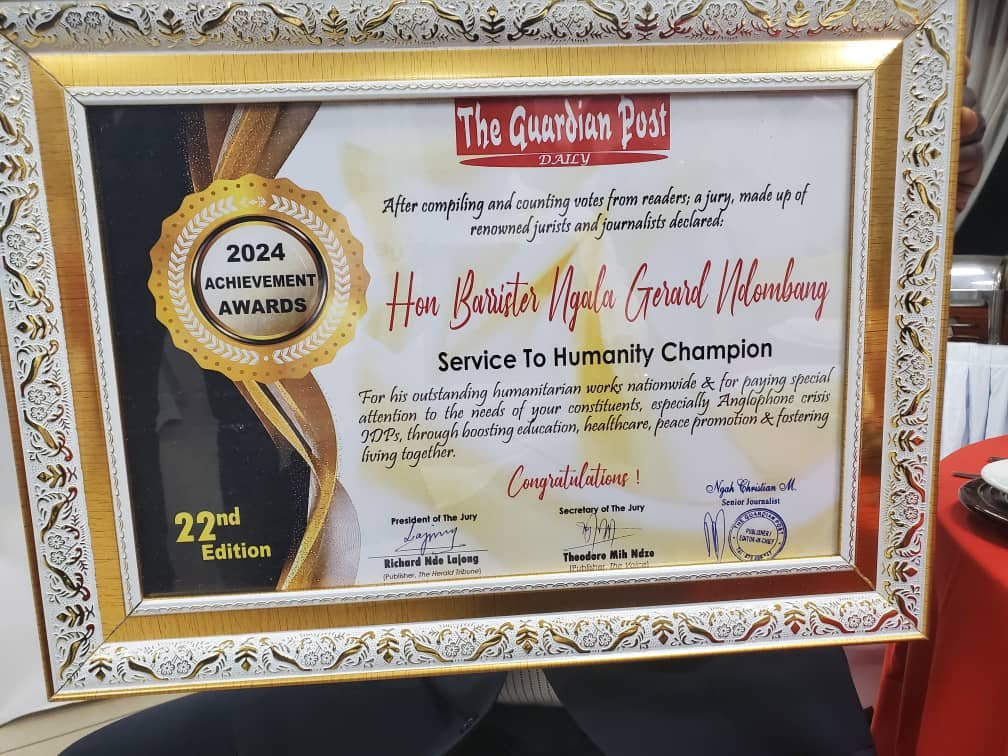 The Guardian Post
DAILY
After compiling and counting votes from readers; a jury, made up of
renowned jurists and journalists declared:
Hon Barrister Ngala Gerard Ndombang
Service To Humanity Champion
For his outstanding humanitarian works nationwide & for paying special
attention to the needs of your constituents, especially Anglophone crisis
IDPs, through boosting education, healthcare, peace promotion & fostering
living together.
Congratulations !
2024
ACHIEVEMENT
AWARDS
22nd
Edition
President of The Jury
Richard Nde Lajong
(Publisher, The Herald Tribune)
Secretary of The Jury
Theodore Mih Ndze
(Publisher, The Voice)
Ngah Christian M.
Senior Journalist
THE GUARDIAN POST
PUBLISHER/
EDITOR-IN-CHIEF